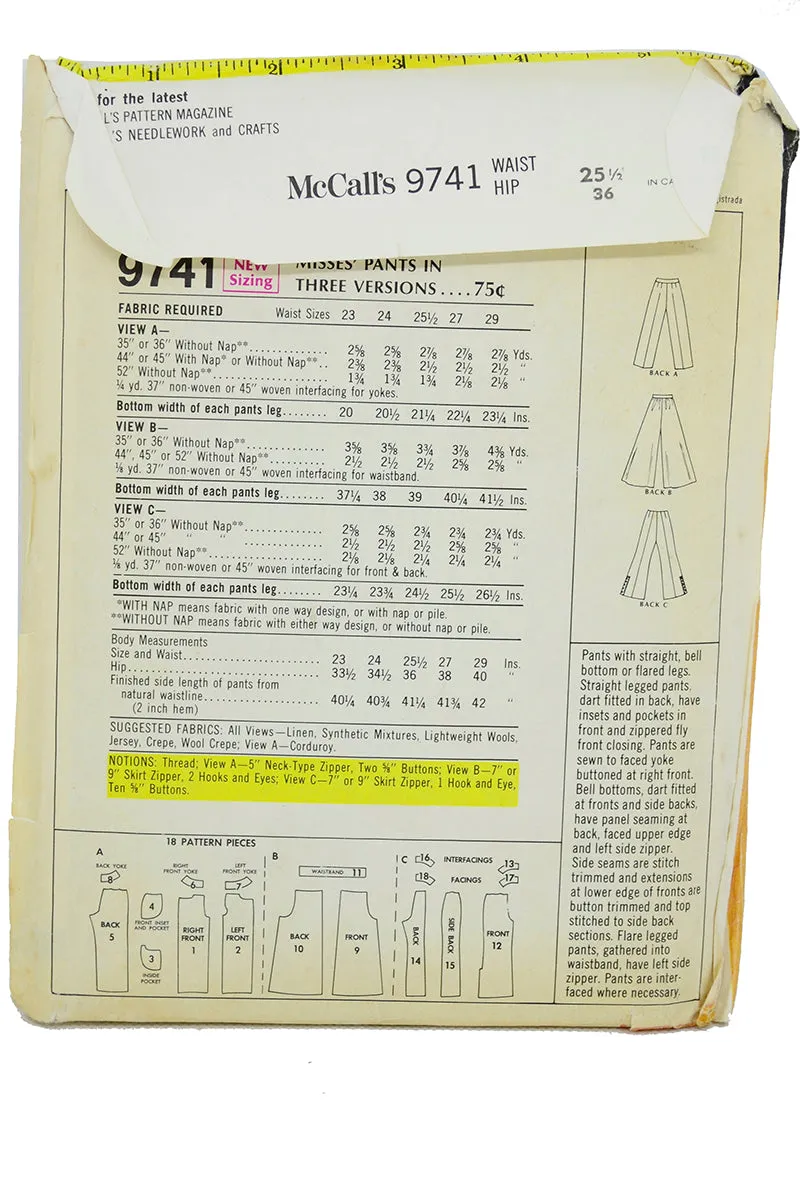 1 2 3 4 5
for the latest
L'S PATTERN MAGAZINE
'S NEEDLEWORK and CRAFTS
McCall's 9741 WAIST 25½
HIP 36
IN CA
istrada
9741 NEW Sizing
MISSES' PANTS IN
THREE VERSIONS....75¢
FABRIC REQUIRED Waist Sizes 23 24 25½ 27 29
VIEW A—
35" or 36" Without Nap**............. 2⅝ 2⅝ 2⅞ 2⅞ 2⅞ Yds.
44" or 45" With Nap* or Without Nap**.. 2⅜ 2⅜ 2½ 2½ 2½ "
52" Without Nap**.................... 1¾ 1¾ 1¾ 2⅛ 2⅛ "
¼ yd. 37" non-woven or 45" woven interfacing for yokes.
Bottom width of each pants leg........ 20 20½ 21¼ 22¼ 23¼ Ins.
VIEW B—
35" or 36" Without Nap**............. 3⅝ 3⅝ 3¾ 3⅞ 4⅜ Yds.
44", 45" or 52" Without Nap**.......... 2½ 2½ 2½ 2⅝ 2⅝ "
⅛ yd. 37" non-woven or 45" woven interfacing for waistband.
Bottom width of each pants leg........ 37¼ 38 39 40¼ 41½ Ins.
VIEW C—
35" or 36" Without Nap**............. 2⅝ 2⅝ 2¾ 2¾ 2¾ Yds.
44" or 45" " " ............. 2½ 2½ 2½ 2⅝ 2⅝ "
52" Without Nap**.................... 2⅛ 2⅛ 2¼ 2¼ 2¼ "
⅛ yd. 37" non-woven or 45" woven interfacing for front & back.
Bottom width of each pants leg........ 23¼ 23¾ 24½ 25½ 26½ Ins.
*WITH NAP means fabric with one way design, or with nap or pile.
**WITHOUT NAP means fabric with either way design, or without nap or pile.
Body Measurements
Size and Waist........................ 23 24 25½ 27 29 Ins.
Hip................................... 33½ 34½ 36 38 40 "
Finished side length of pants from
natural waistline.................... 40¼ 40¾ 41¼ 41¾ 42 "
(2 inch hem)
SUGGESTED FABRICS: All Views—Linen, Synthetic Mixtures, Lightweight Wools,
Jersey, Crepe, Wool Crepe; View A—Corduroy.
NOTIONS: Thread; View A—5" Neck-Type Zipper, Two ⅝" Buttons; View B—7" or
9" Skirt Zipper, 2 Hooks and Eyes; View C—7" or 9" Skirt Zipper, 1 Hook and Eye,
Ten ⅝" Buttons.
BACK A
BACK B
BACK C
Pants with straight, bell
bottom or flared legs.
Straight legged pants,
dart fitted in back, have
insets and pockets in
front and zippered fly
front closing. Pants are
sewn to faced yoke
buttoned at right front.
Bell bottoms, dart fitted
at fronts and side backs,
have panel seaming at
back, faced upper edge
and left side zipper.
Side seams are stitch
trimmed and extensions
at lower edge of fronts are
button trimmed and top
stitched to side back
sections. Flare legged
pants, gathered into
waistband, have left side
zipper. Pants are inter-
faced where necessary.
18 PATTERN PIECES
A
BACK YOKE
8
RIGHT FRONT YOKE
6
LEFT FRONT YOKE
7
BACK 5
4
FRONT INSET AND POCKET
3
INSIDE POCKET
RIGHT FRONT 1
LEFT FRONT 2
B
WAISTBAND 11
BACK 10
FRONT 9
C
16 INTERFACINGS 13
18 FACINGS 17
BACK 14
SIDE BACK 15
FRONT 12